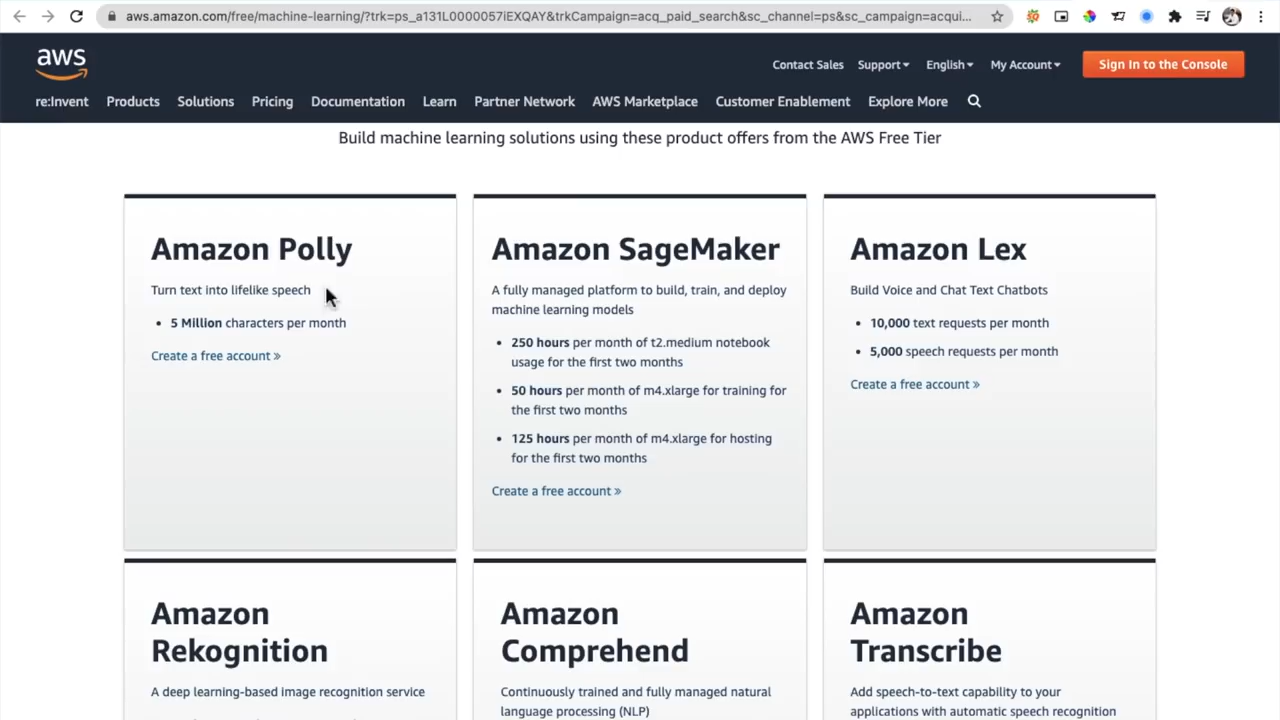 aws.amazon.com/free/machine-learning/?trk=ps_a131L0000057iEXQAY&trkCampaign=acq_paid_search&sc_channel=ps&sc_campaign=acqui...
aws
Contact Sales Support English My Account Sign In to the Console
re:Invent Products Solutions Pricing Documentation Learn Partner Network AWS Marketplace Customer Enablement Explore More
Build machine learning solutions using these product offers from the AWS Free Tier
Amazon Polly
Turn text into lifelike speech
• 5 Million characters per month
Create a free account »
Amazon SageMaker
A fully managed platform to build, train, and deploy
machine learning models
• 250 hours per month of t2.medium notebook
usage for the first two months
• 50 hours per month of m4.xlarge for training for
the first two months
• 125 hours per month of m4.xlarge for hosting
for the first two months
Create a free account »
Amazon Lex
Build Voice and Chat Text Chatbots
• 10,000 text requests per month
• 5,000 speech requests per month
Create a free account »
Amazon
Rekognition
A deep learning-based image recognition service
Amazon
Comprehend
Continuously trained and fully managed natural
language processing (NLP)
Amazon
Transcribe
Add speech-to-text capability to your
applications with automatic speech recognition